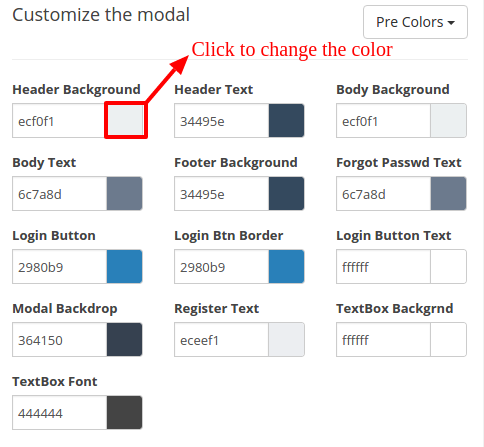 Customize the modal
Pre Colors
Click to change the color
Header Background Header Text Body Background
ecf0f1 34495e ecf0f1
Body Text Footer Background Forgot Passwd Text
6c7a8d 34495e 6c7a8d
Login Button Login Btn Border Login Button Text
2980b9 2980b9 ffffff
Modal Backdrop Register Text TextBox Backgrnd
364150 eceef1 ffffff
TextBox Font
444444